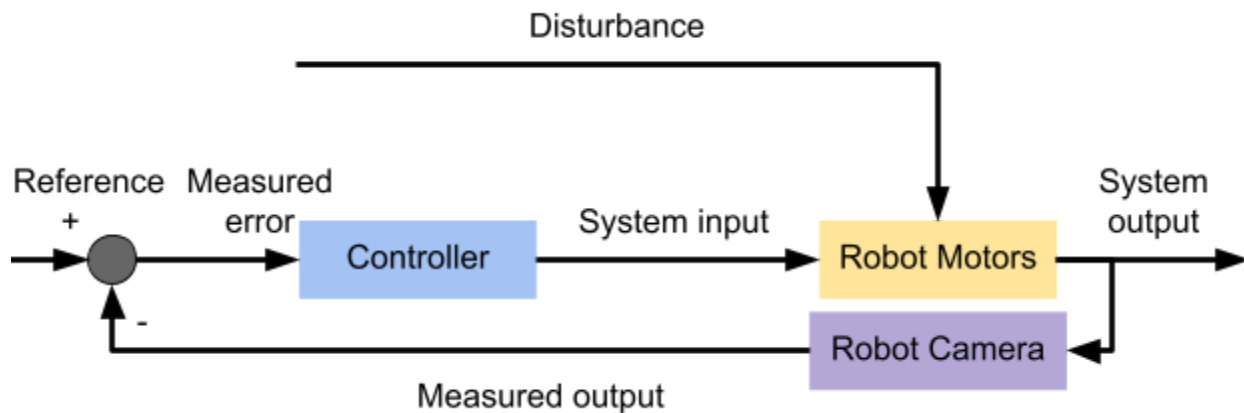 Disturbance
Reference
+
Measured
error
Controller
System input
Robot Motors
System
output
-
Robot Camera
Measured output